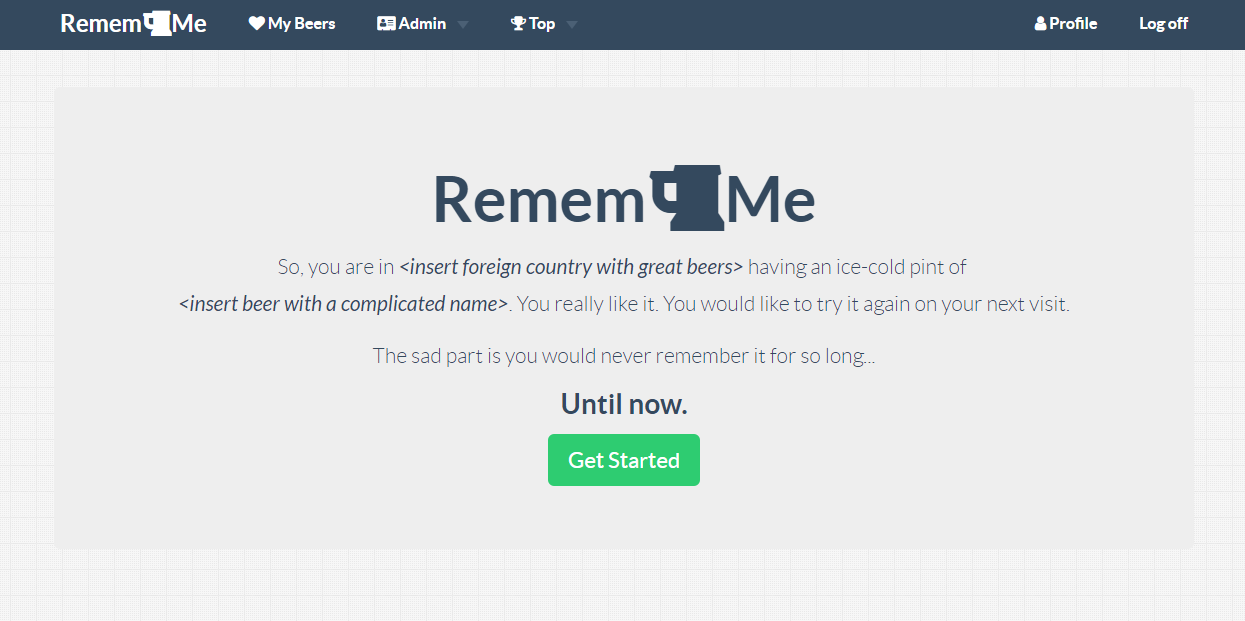 Remem Me My Beers Admin Top Profile Log off
Remem Me
So, you are in <insert foreign country with great beers> having an ice-cold pint of
<insert beer with a complicated name>. You really like it. You would like to try it again on your next visit.
The sad part is you would never remember it for so long...
Until now.
Get Started